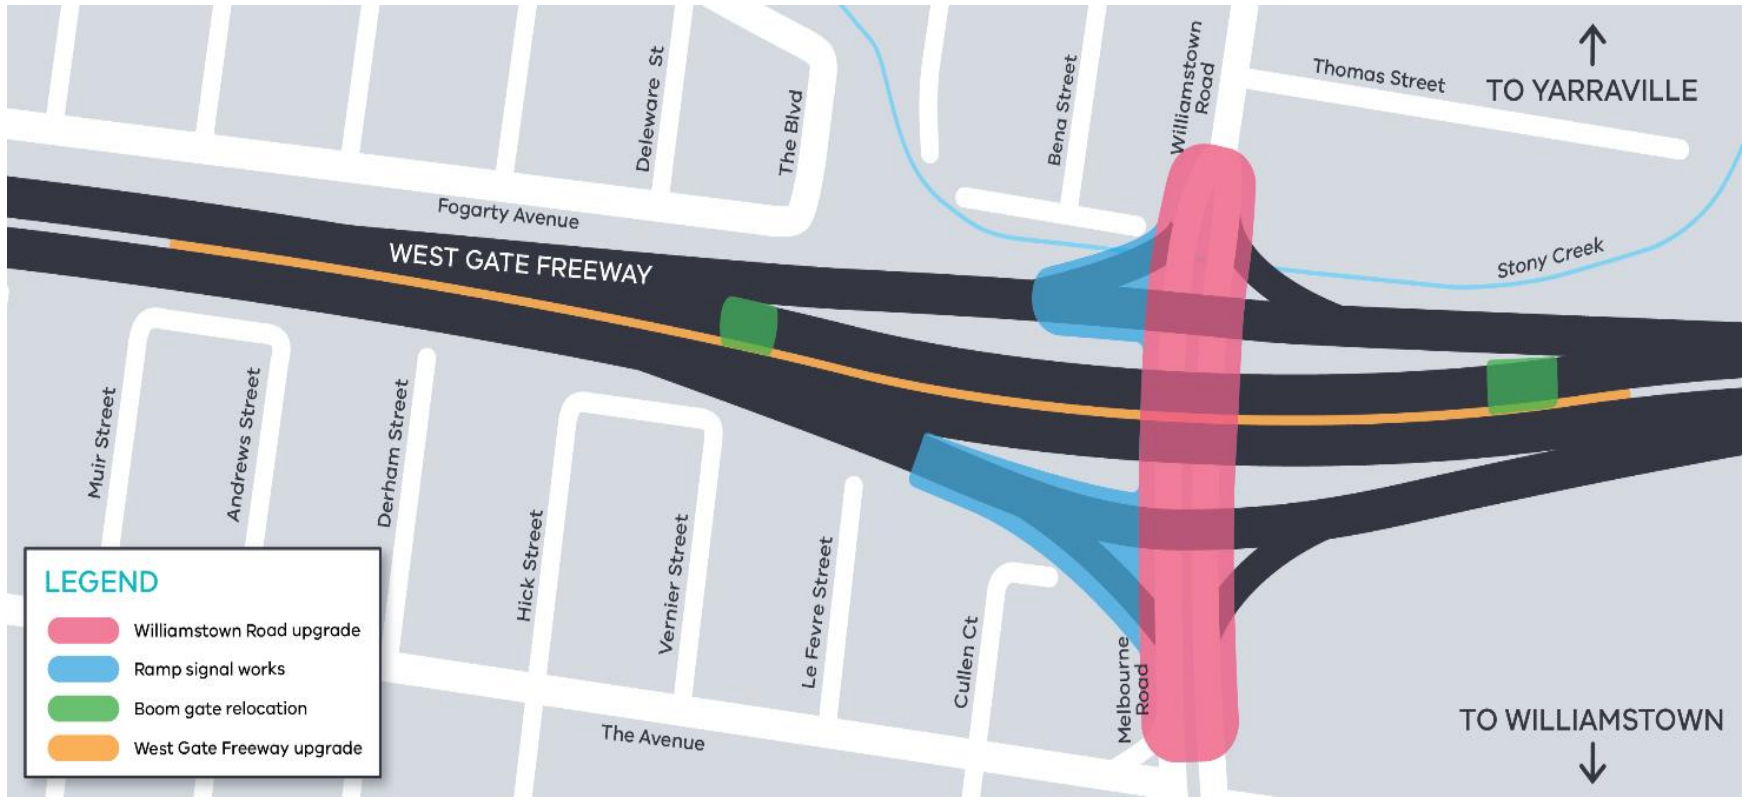 Deleware St
The Blvd
Bena Street
Williamstown
Road
Thomas Street
TO YARRAVILLE
Fogarty Avenue
WEST GATE FREEWAY
Stony Creek
Muir Street
Andrews Street
Derham Street
Hick Street
Vernier Street
Le Fevre Street
Cullen Ct
Melbourne
Road
The Avenue
TO WILLIAMSTOWN
LEGEND
Williamstown Road upgrade
Ramp signal works
Boom gate relocation
West Gate Freeway upgrade